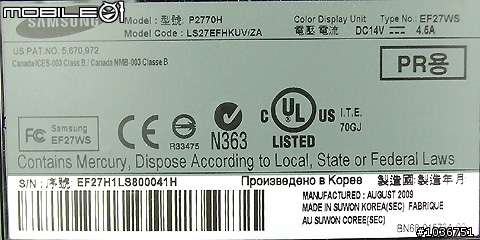 MOBILE01
SAMSUNG
Model : 型號 : P2770H
Model Code : LS27EFHKUV/ZA
Color Display Unit Type No : EF27WS
電壓 電流 : DC14V 4.5A
US PAT.NO. 5,670,972
Canada ICES-003 Class B / Canada NMB-003 Classe B
PR용
FC Samsung EF27WS
CE
R33475
N363
c UL US
LISTED
I.T.E.
70GJ
Contains Mercury, Dispose According to Local, State or Federal Laws
S/N : 序號 : EF27H1LS800041H
Произведено в Корее 製造國 製造年月
MANUFACTURED : AUGUST 2009
MADE IN SUWON KOREA(SEC) FABRIQUE
AU SUWON COREE(SEC)
#1036751